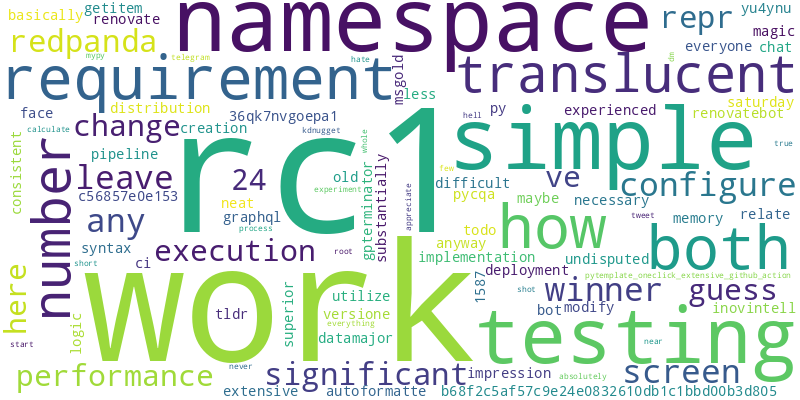 basically
getitem
renovate
namespace
repr
yu4ynu
magic
redpanda
mypy
telegram
hate
msgold
everyone
chat
requirement
less
translucent
face
distribution
36qk7nvgoepa1
py
experienced
saturday
renovatebot
calculate
change
creation
kdnugget
whole
rc1
hell
simple
true
consistent
number
pipeline
leave
c56857e0e153
24
old
experiment
gpterminator
substantially
appreciate
difficult
few
dm
ve
necessary
configure
any
neat
graphql
process
pycqa
maybe
how
tweet
memory
relate
syntax
ci
execution
root
todo
anyway
implementation
undisputed
both
here
work
deployment
pytemplate_oneclick_extensive_github_action
1587
shot
winner
guess
logic
tldr
superior
utilize
versione
everything
datamajor
testing
bot
modify
inovintell
start
short
never
near
performance
significant
impression
absolutely
screen
extensive
autoformatte
b68f2c5af57c9e24e0832610db1c1bbd00b3d805